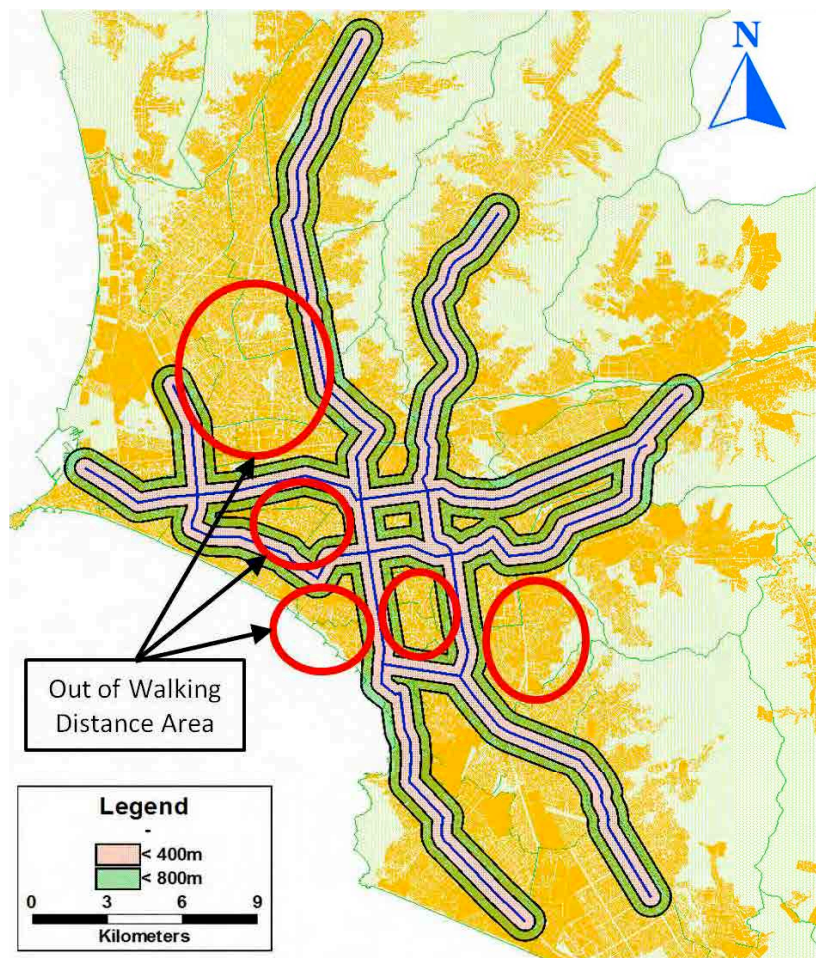 N
Out of Walking
Distance Area
Legend
-
< 400m
< 800m
0 3 6 9
Kilometers